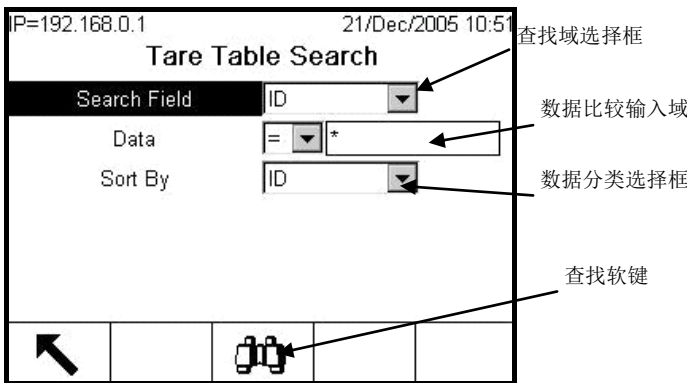 IP=192.168.0.1 21/Dec/2005 10:51
Tare Table Search
查找域选择框
Search Field ID
数据比较输入域
Data = *
Sort By ID
数据分类选择框
查找软键